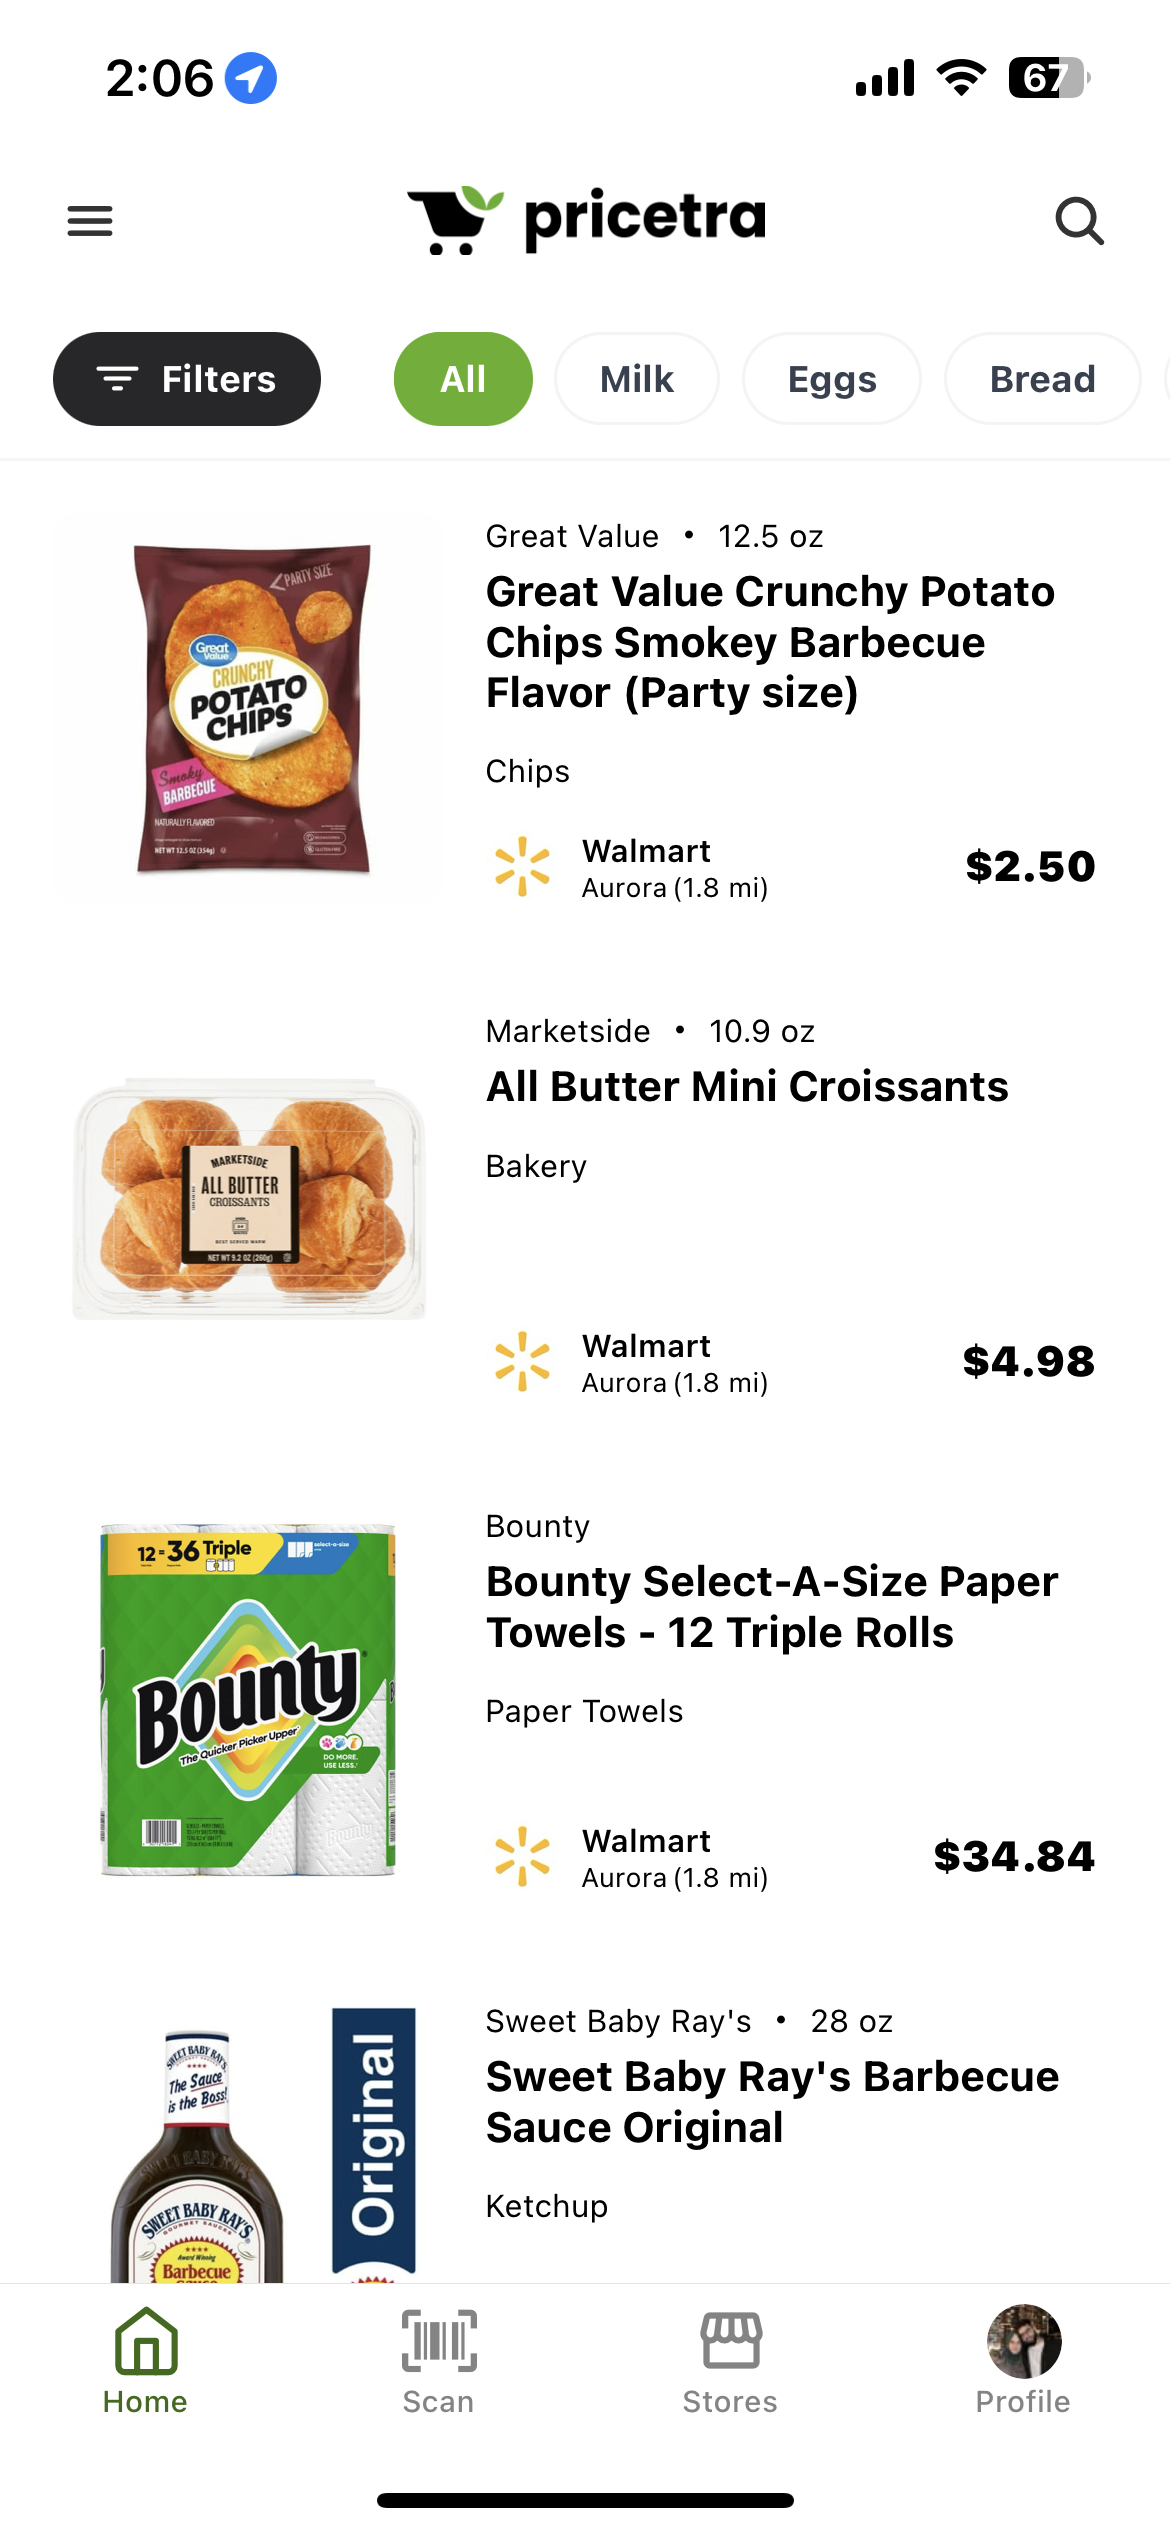 2:06
67
pricetra
Filters
All
Milk
Eggs
Bread
Great Value • 12.5 oz
Great Value Crunchy Potato
Chips Smokey Barbecue
Flavor (Party size)
Chips
Walmart
Aurora (1.8 mi)
$2.50
PARTY SIZE
Great
Value
CRUNCHY
POTATO
CHIPS
Smoky
BARBECUE
NATURALLY FLAVORED
NET WT 12.5 OZ (354g)
Marketside • 10.9 oz
All Butter Mini Croissants
Bakery
Walmart
Aurora (1.8 mi)
$4.98
MARKETSIDE
ALL BUTTER
CROISSANTS
BEST SERVED WARM
NET WT 9.2 OZ (260g)
Bounty
Bounty Select-A-Size Paper
Towels - 12 Triple Rolls
Paper Towels
Walmart
Aurora (1.8 mi)
$34.84
12=36 Triple
select-a-size
Bounty
The Quicker Picker Upper
DO MORE.
USE LESS.
Sweet Baby Ray's • 28 oz
Sweet Baby Ray's Barbecue
Sauce Original
Ketchup
SWEET BABY RAY'S
The Sauce
is the Boss!
SWEET BABY RAY'S
GOURMET SAUCES
Award Winning
Barbecue
Original
Home
Scan
Stores
Profile